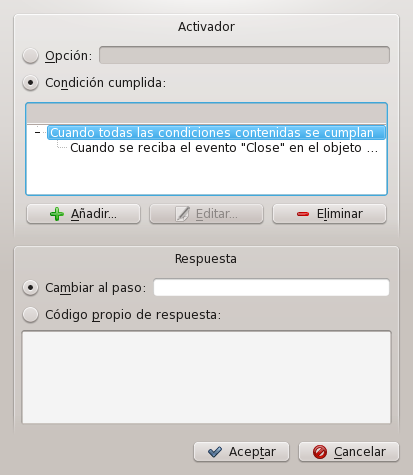 Activador
Opción:
Condición cumplida:
Cuando todas las condiciones contenidas se cumplan
Cuando se reciba el evento "Close" en el objeto ...
Añadir...
Editar...
Eliminar
Respuesta
Cambiar al paso:
Código propio de respuesta:
Aceptar
Cancelar